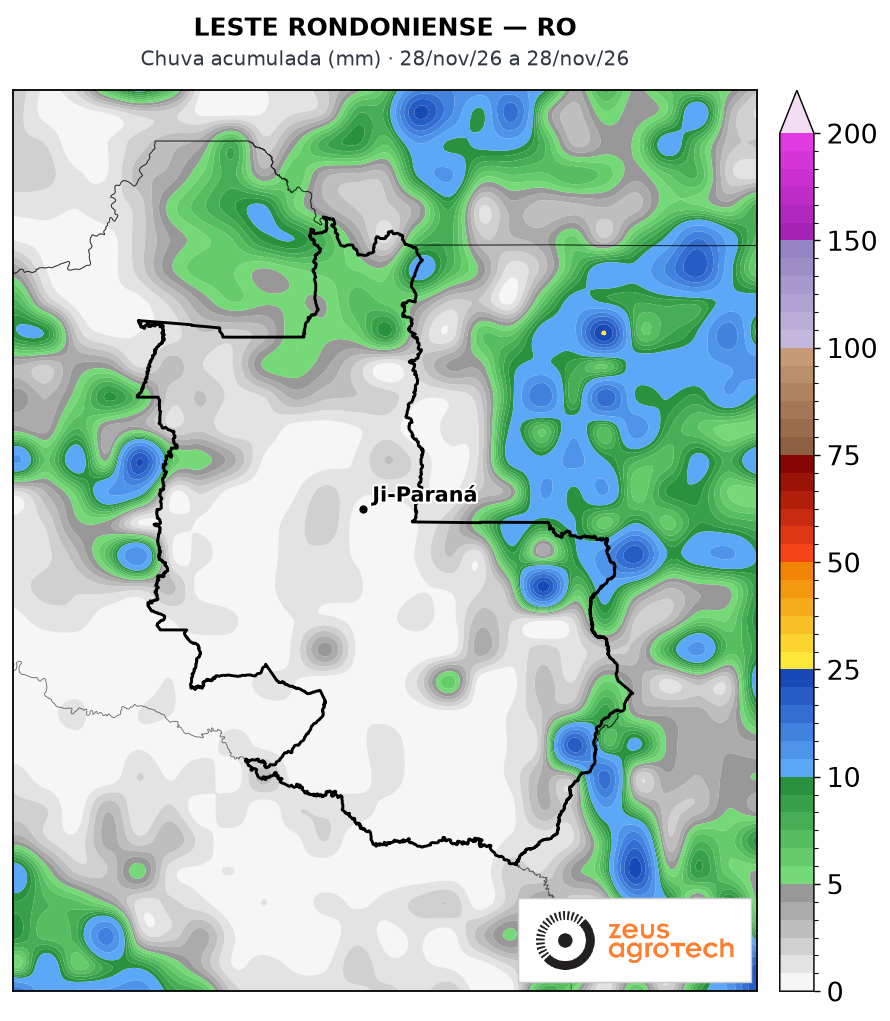 LESTE RONDONIENSE — RO
Chuva acumulada (mm) · 28/nov/26 a 28/nov/26
200
150
100
75
50
25
10
5
0
Ji-Paraná
zeus
agrotech